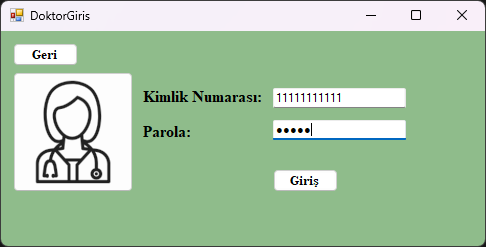 DoktorGiris
Geri
Kimlik Numarası: 11111111111
Parola: •••••
Giriş